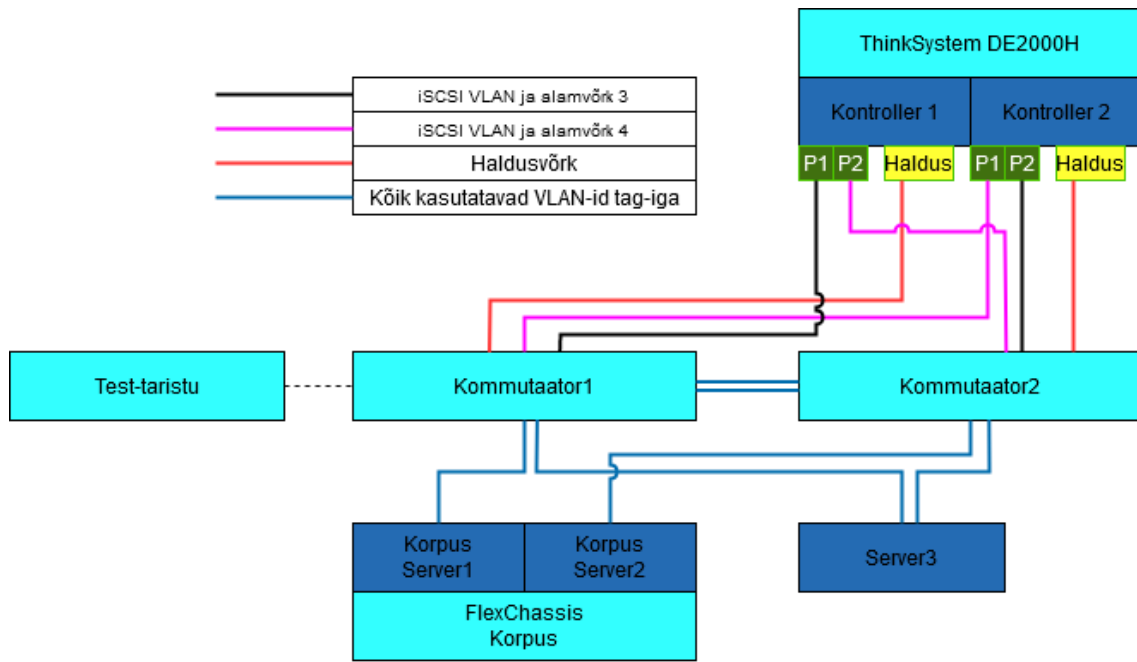 ThinkSystem DE2000H
Kontroller 1
Kontroller 2
P1 P2 Haldus
P1 P2 Haldus
iSCSI VLAN ja alamvõrk 3
iSCSI VLAN ja alamvõrk 4
Haldusvõrk
Kõik kasutatavad VLAN-id tag-iga
Test-taristu
Kommutaator1
Kommutaator2
Korpus
Server1
Korpus
Server2
Server3
FlexChassis
Korpus